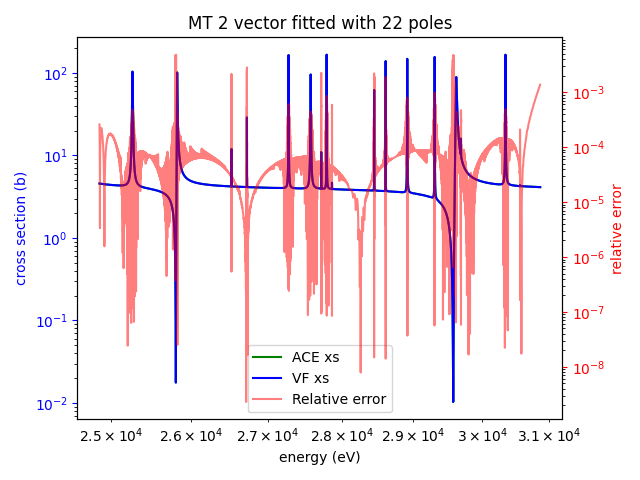 MT 2 vector fitted with 22 poles
10²
10¹
10⁰
10⁻¹
10⁻²
cross section (b)
10⁻³
10⁻⁴
10⁻⁵
10⁻⁶
10⁻⁷
10⁻⁸
relative error
ACE xs
VF xs
Relative error
2.5 × 10⁴ 2.6 × 10⁴ 2.7 × 10⁴ 2.8 × 10⁴ 2.9 × 10⁴ 3 × 10⁴ 3.1 × 10⁴
energy (eV)